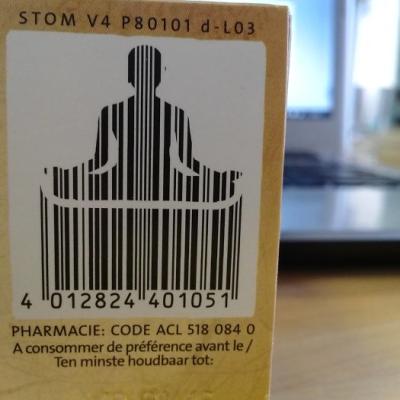 STOM V4 P80101 d-L03
4 012824 401051
PHARMACIE: CODE ACL 518 084 0
A consommer de préférence avant le /
Ten minste houdbaar tot: